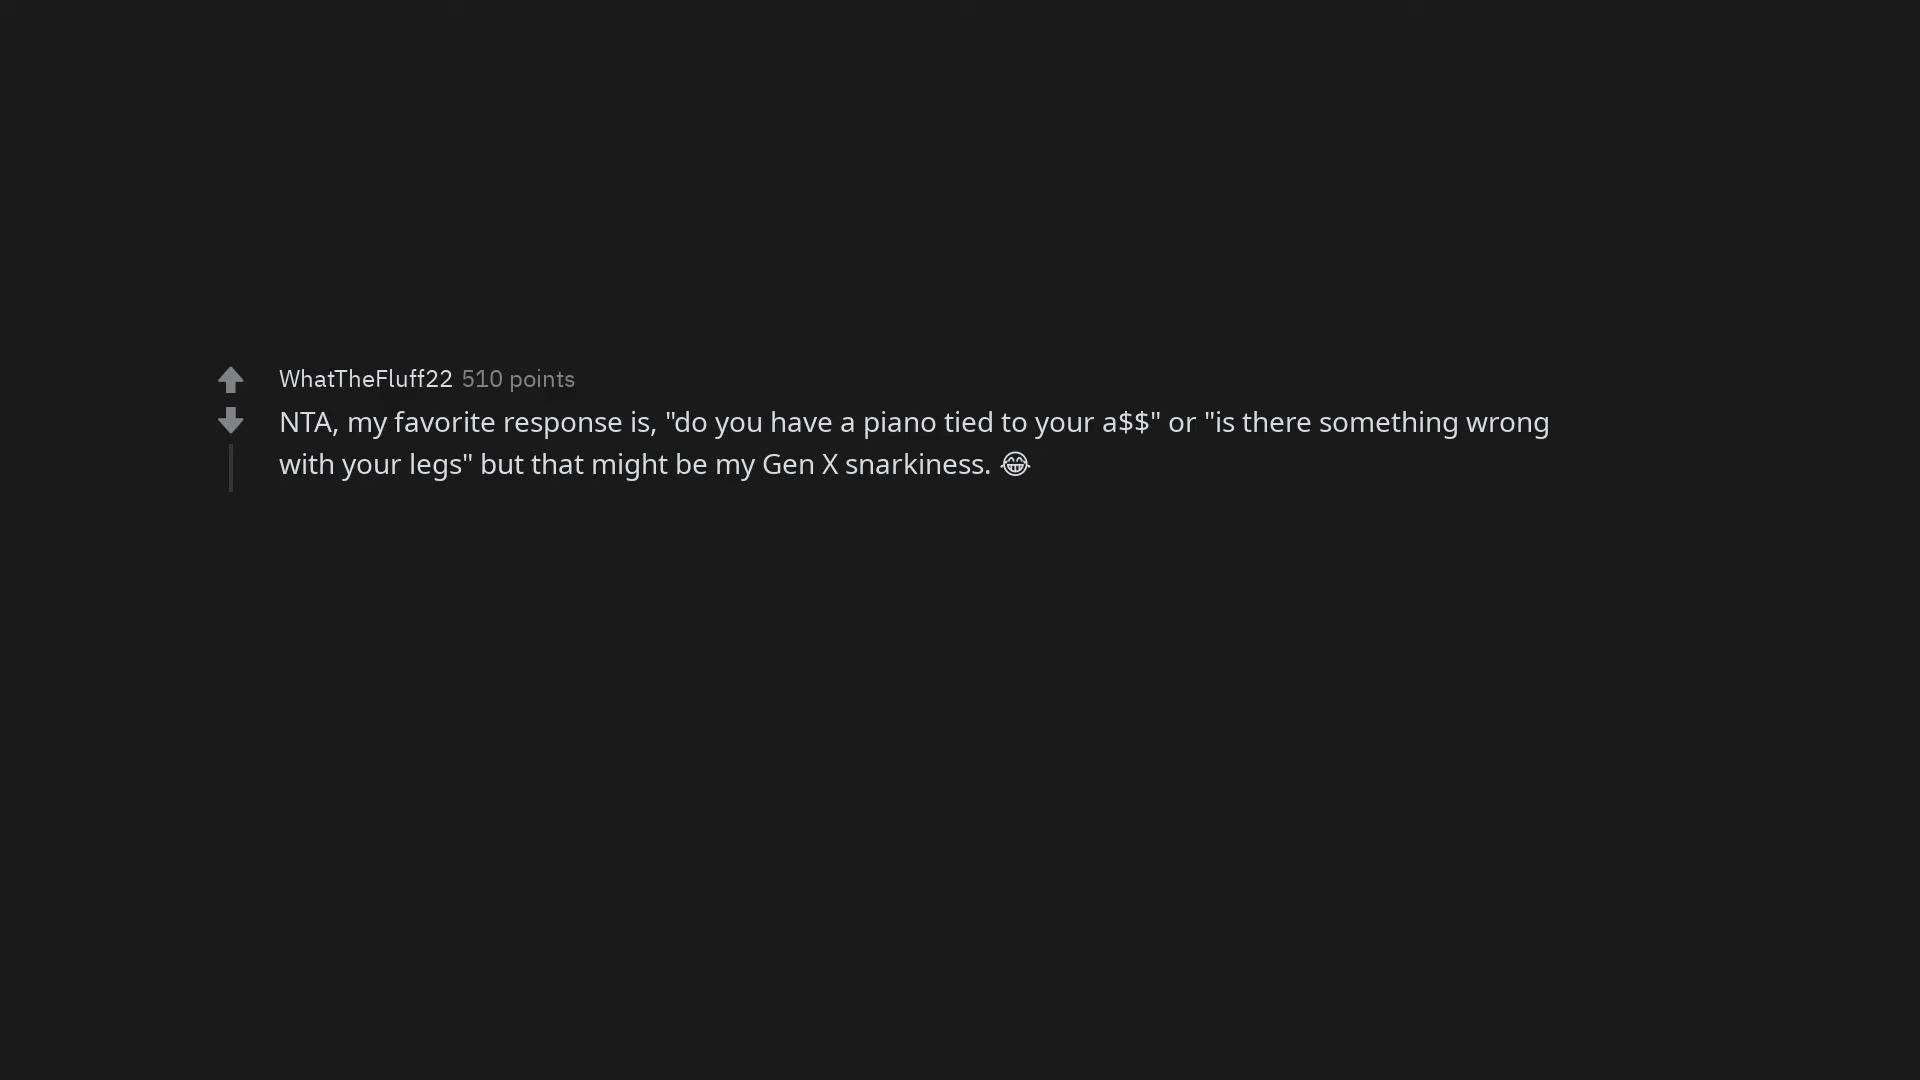 WhatTheFluff22 510 points
NTA, my favorite response is, "do you have a piano tied to your a$$" or "is there something wrong
with your legs" but that might be my Gen X snarkiness. 😂